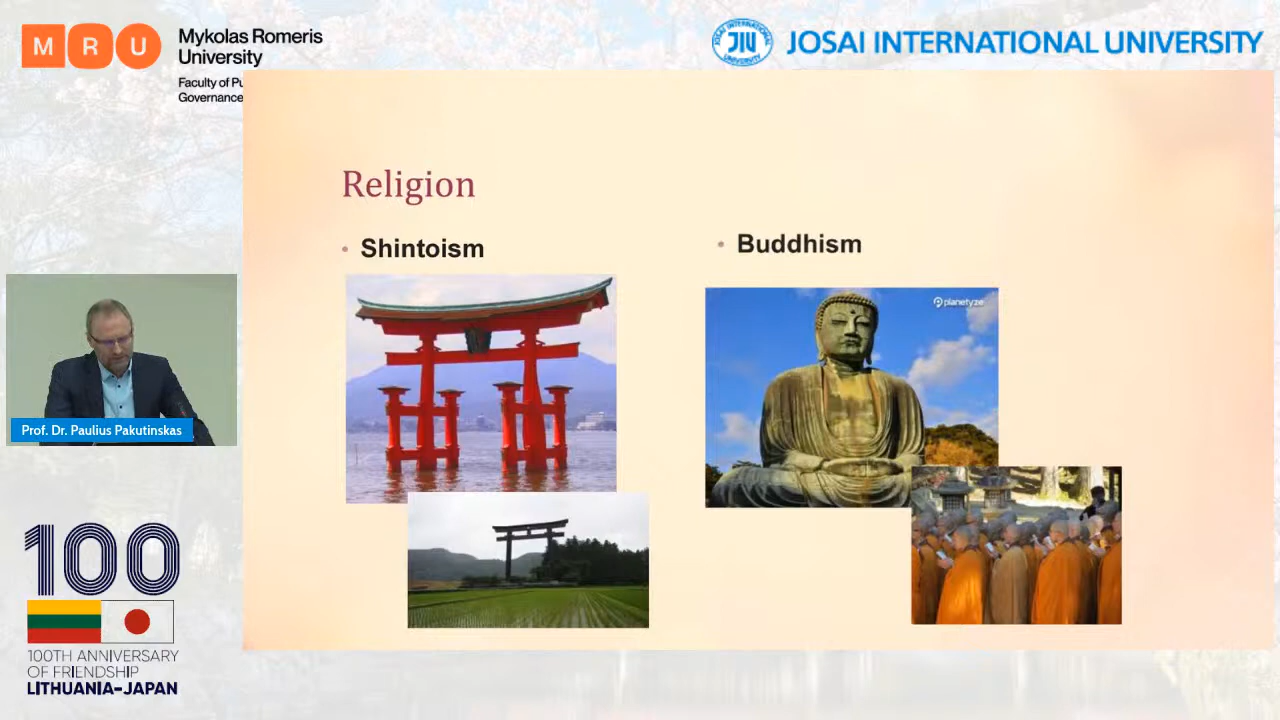 MRU
Mykolas Romeris
University
Faculty of Pu
Governance
JIU
JOSAI INTERNATIONAL UNIVERSITY
Religion
• Shintoism
• Buddhism
planetyze
Prof. Dr. Paulius Pakutinskas
100
100TH ANNIVERSARY
OF FRIENDSHIP
LITHUANIA–JAPAN